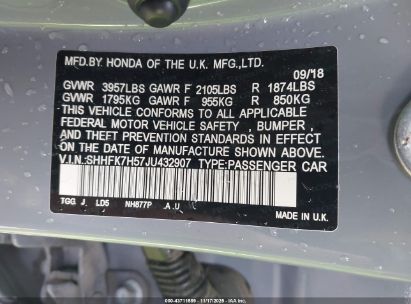 MFD.BY HONDA OF THE U.K. MFG.,LTD.
09/18
GVWR 3957LBS GAWR F 2105LBS R 1874LBS
GVWR 1795KG GAWR F 955KG R 850KG
THIS VEHICLE CONFORMS TO ALL APPLICABLE
FEDERAL MOTOR VEHICLE SAFETY , BUMPER ,
AND THEFT PREVENTION STANDARDS IN EFFECT
ON THE DATE OF MANUFACTURE SHOWN ABOVE.
V.I.N.:SHHFK7H57JU432907 TYPE:PASSENGER CAR
TGG J LD5 NH877P A U
MADE IN U.K.